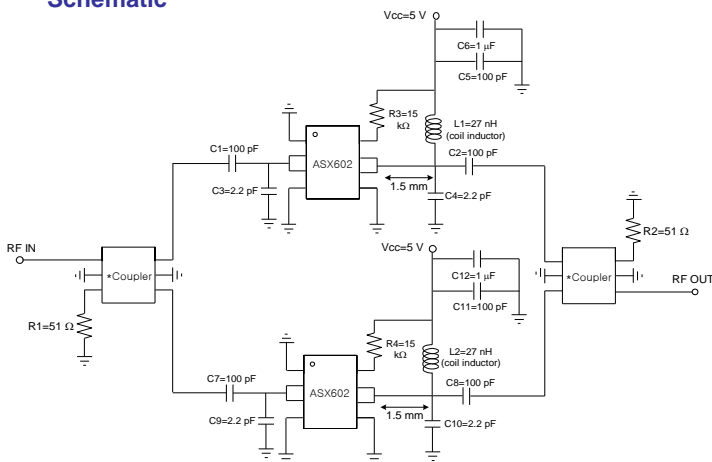 Schematic
Vcc=5 V
C6=1 µF
C5=100 pF
R3=15
kΩ
L1=27 nH
(coil inductor)
C1=100 pF
ASX602
C2=100 pF
C3=2.2 pF
1.5 mm
C4=2.2 pF
R2=51 Ω
RF IN
*Coupler
Vcc=5 V
C12=1 µF
*Coupler
RF OUT
C11=100 pF
R1=51 Ω
R4=15
kΩ
L2=27 nH
(coil inductor)
C7=100 pF
ASX602
C8=100 pF
C9=2.2 pF
1.5 mm
C10=2.2 pF